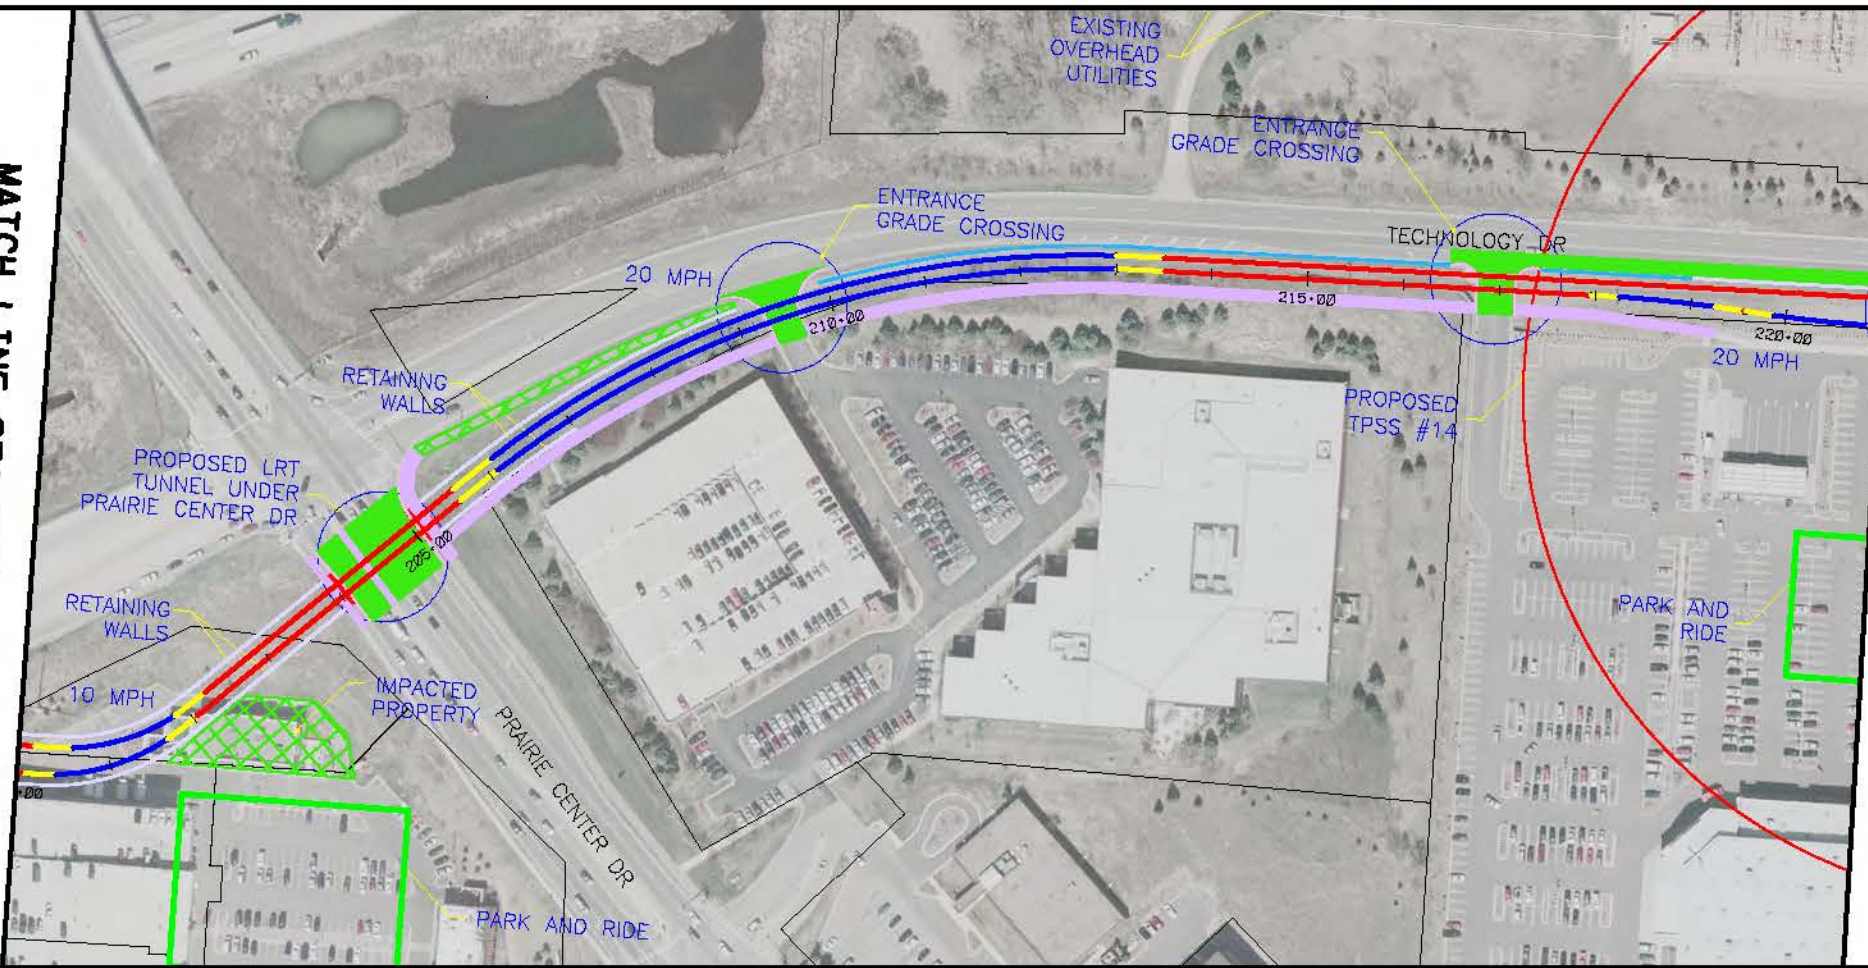 EXISTING
OVERHEAD
UTILITIES
ENTRANCE
GRADE CROSSING
ENTRANCE
GRADE CROSSING
TECHNOLOGY DR
20 MPH
215+00
210+00
220+00
20 MPH
RETAINING
WALLS
PROPOSED
TPSS #14
PROPOSED LRT
TUNNEL UNDER
PRAIRIE CENTER DR
205+00
RETAINING
WALLS
PARK AND
RIDE
10 MPH
IMPACTED
PROPERTY
PRAIRIE CENTER DR
+00
PARK AND RIDE
MATCH LINE